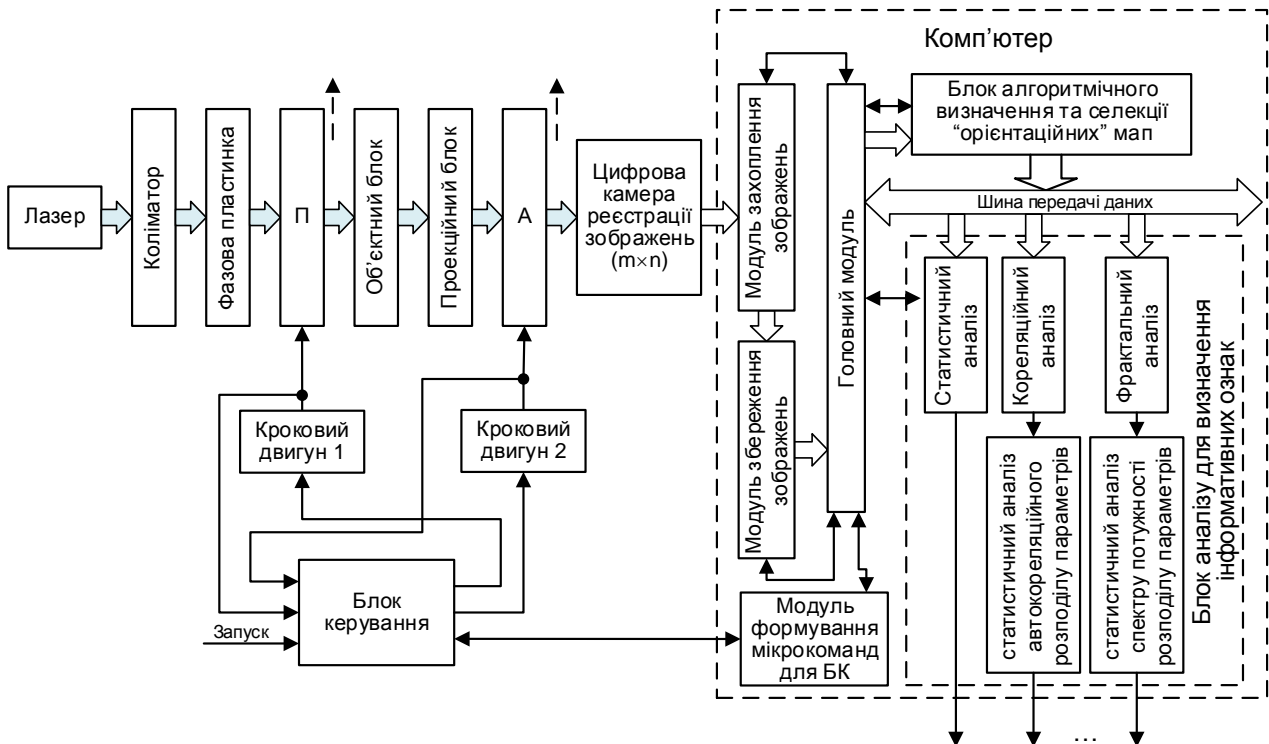 Комп’ютер
Лазер
Коліматор
Фазова пластинка
П
Об’єктний блок
Проекційний блок
А
Цифрова
камера
реєстрації
зображень
(m×n)
Модуль захоплення
зображень
Модуль збереження
зображень
Головний модуль
Блок алгоритмічного
визначення та селекції
“орієнтаційних” мап
Шина передачі даних
Статистичний
аналіз
Кореляційний
аналіз
Фрактальний
аналіз
статистичний аналіз
автокореляційного
розподілу параметрів
статистичний аналіз
спектру потужності
розподілу параметрів
Блок аналізу для визначення
інформативних ознак
Кроковий
двигун 1
Кроковий
двигун 2
Запуск
Блок
керування
Модуль
формування
мікрокоманд
для БК
...